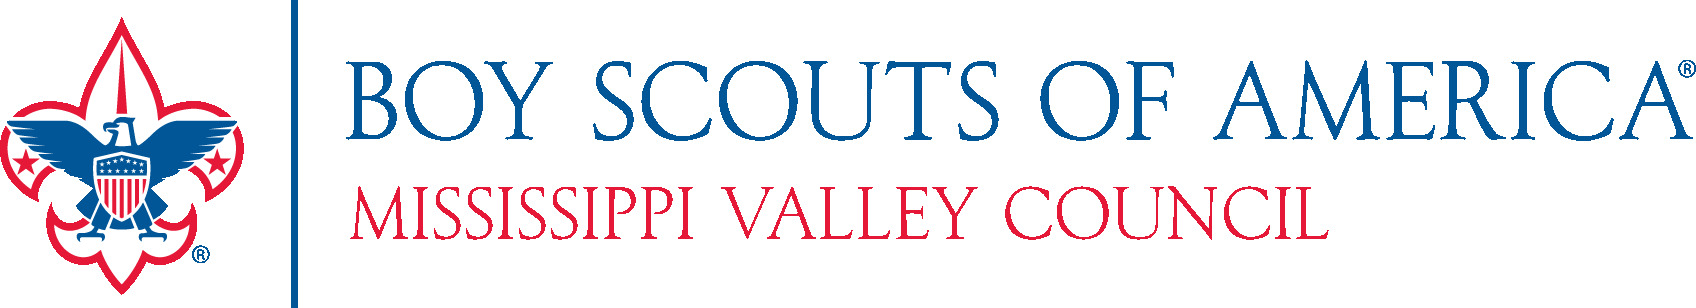 BOY SCOUTS OF AMERICA®
MISSISSIPPI VALLEY COUNCIL
®